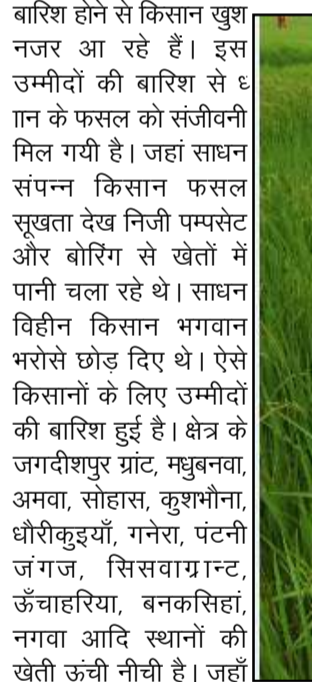 बारिश होने से किसान खुश
नजर आ रहे हैं। इस
उम्मीदों की बारिश से ध
ान के फसल को संजीवनी
मिल गयी है। जहां साधन
संपन्न किसान फसल
सूखता देख निजी पम्पसेट
और बोरिंग से खेतों में
पानी चला रहे थे। साधन
विहीन किसान भगवान
भरोसे छोड़ दिए थे। ऐसे
किसानों के लिए उम्मीदों
की बारिश हुई है। क्षेत्र के
जगदीशपुर ग्रांट, मधुबनवा,
अमवा, सोहास, कुशभौना,
धौरीकुइयाँ, गनेरा, पंटनी
जंगज, सिसवाग्रान्ट,
ऊँचाहरिया, बनकसिहां,
नगवा आदि स्थानों की
खेती ऊंची नीची है। जहाँ